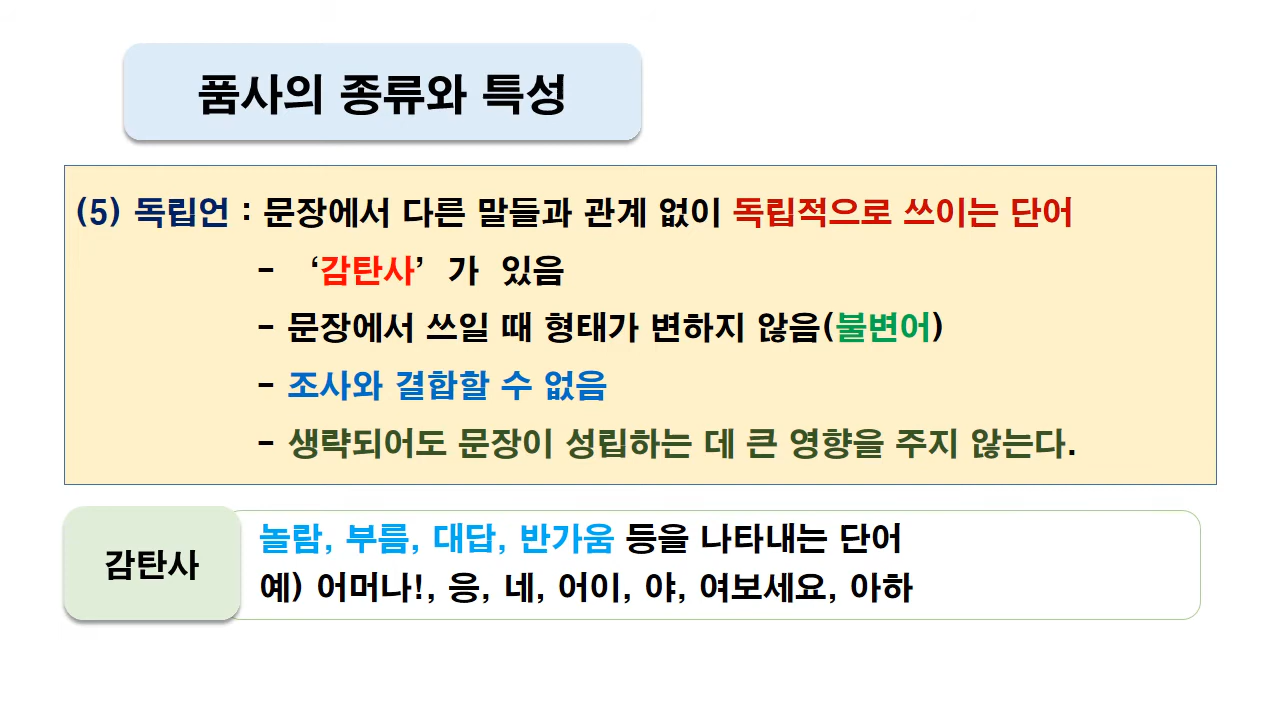 품사의 종류와 특성
(5) 독립언 : 문장에서 다른 말들과 관계 없이 독립적으로 쓰이는 단어
- ‘감탄사’ 가 있음
- 문장에서 쓰일 때 형태가 변하지 않음(불변어)
- 조사와 결합할 수 없음
- 생략되어도 문장이 성립하는 데 큰 영향을 주지 않는다.
감탄사
놀람, 부름, 대답, 반가움 등을 나타내는 단어
예) 어머나!, 응, 네, 어이, 야, 여보세요, 아하